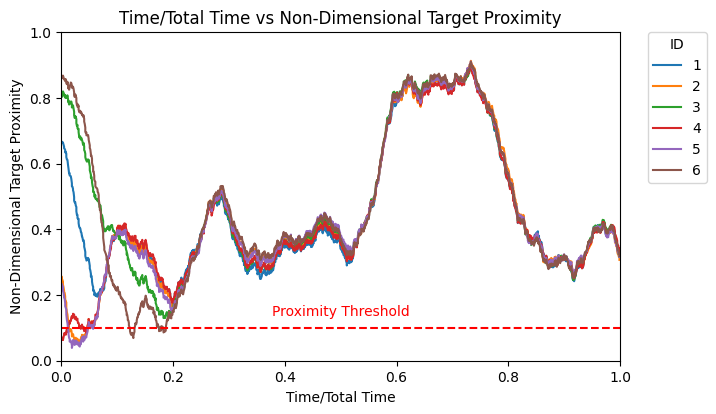 Time/Total Time vs Non-Dimensional Target Proximity
1.0
0.8
0.6
0.4
0.2
0.0
Non-Dimensional Target Proximity
Proximity Threshold
0.0 0.2 0.4 0.6 0.8 1.0
Time/Total Time
ID
1
2
3
4
5
6